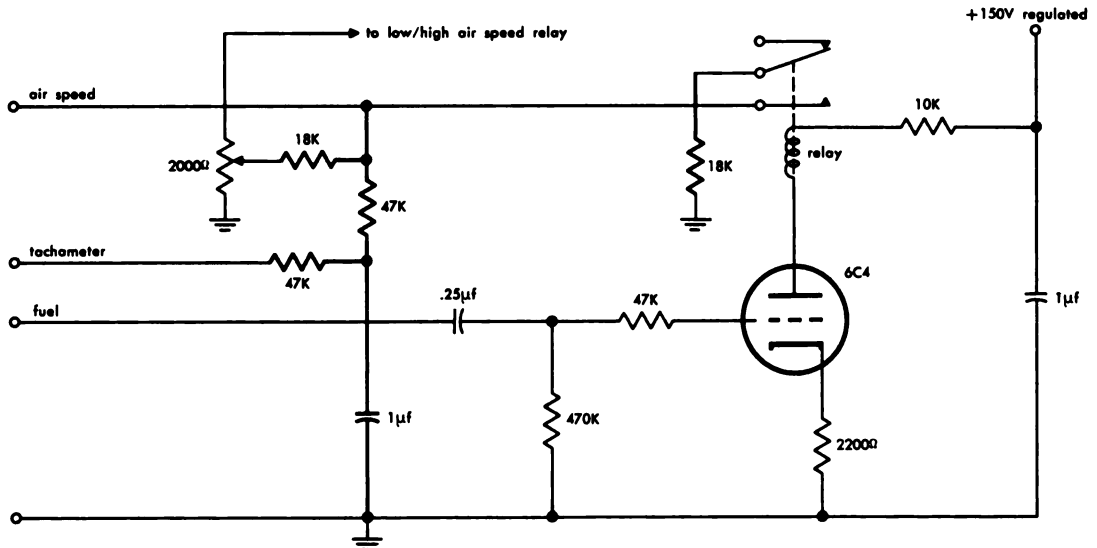 +150V regulated
to low/high air speed relay
air speed
10K
18K
2000Ω
relay
18K
47K
tachameter
47K
6C4
fuel
.25µf
47K
1µf
1µf
470K
2200Ω